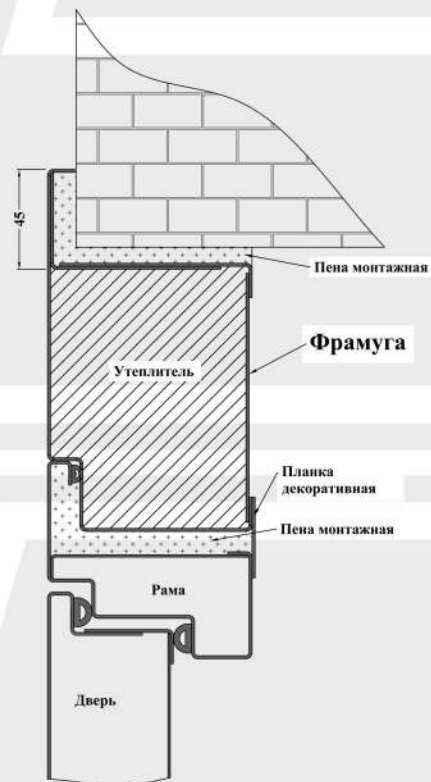 45
Пена монтажная
Фрамуга
Утеплитель
Планка
декоративная
Пена монтажная
Рама
Дверь